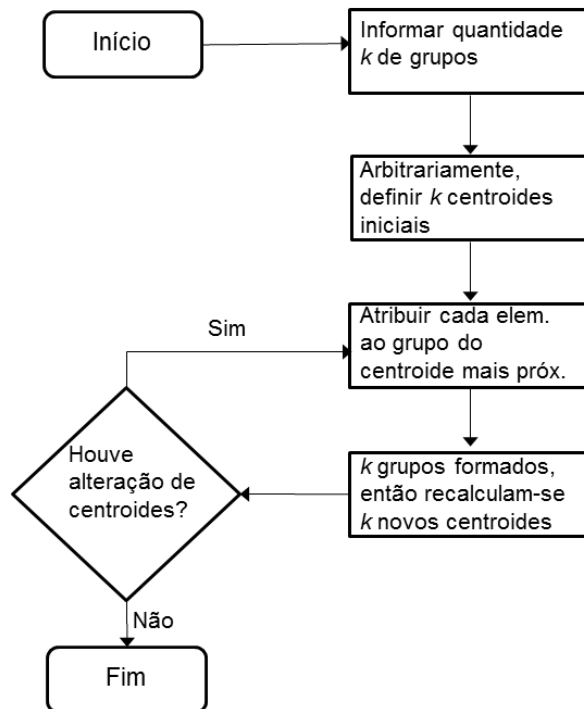 Início
Informar quantidade
k de grupos
Arbitrariamente,
definir k centroides
iniciais
Atribuir cada elem.
ao grupo do
centroide mais próx.
k grupos formados,
então recalculam-se
k novos centroides
Houve
alteração de
centroides?
Sim
Não
Fim